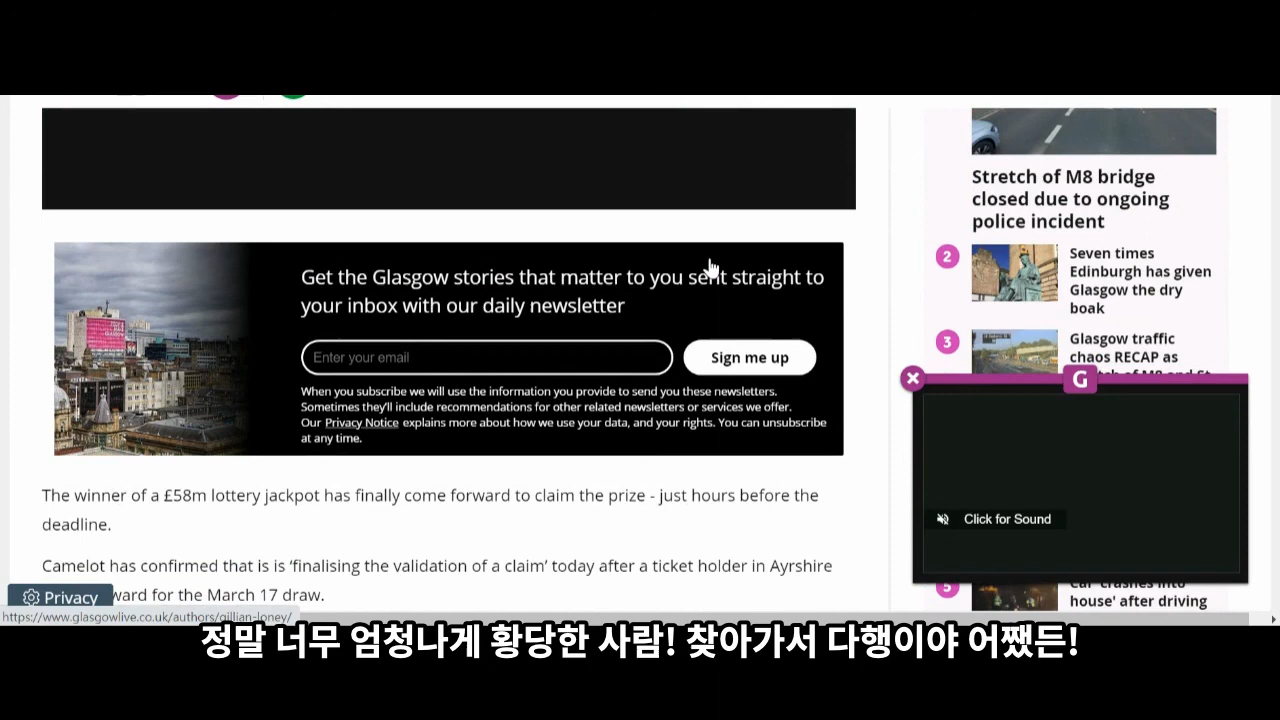 Get the Glasgow stories that matter to you sent straight to
your inbox with our daily newsletter
Enter your email
Sign me up
When you subscribe we will use the information you provide to send you these newsletters.
Sometimes they'll include recommendations for other related newsletters or services we offer.
Our Privacy Notice explains more about how we use your data, and your rights. You can unsubscribe
at any time.
The winner of a £58m lottery jackpot has finally come forward to claim the prize - just hours before the
deadline.
Camelot has confirmed that is is ‘finalising the validation of a claim’ today after a ticket holder in Ayrshire
ward for the March 17 draw.
Privacy
https://www.glasgowlive.co.uk/authors/gillian-loney/
Stretch of M8 bridge
closed due to ongoing
police incident
2
Seven times
Edinburgh has given
Glasgow the dry
boak
3
Glasgow traffic
chaos RECAP as
of M8 and
G
Click for Sound
5
Car 'crashes into
house' after driving
정말 너무 엄청나게 황당한 사람! 찾아가서 다행이야 어쨌든!